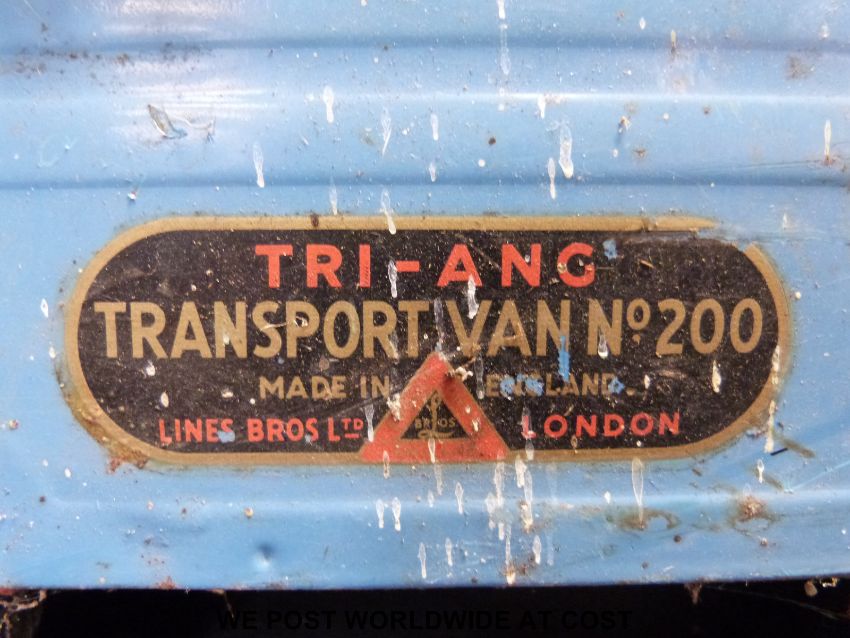 TRI-ANG
TRANSPORT VAN Nº 200
MADE IN ENGLAND.
LINES BROS LTD LONDON
BROS
WE POST WORLDWIDE AT COST